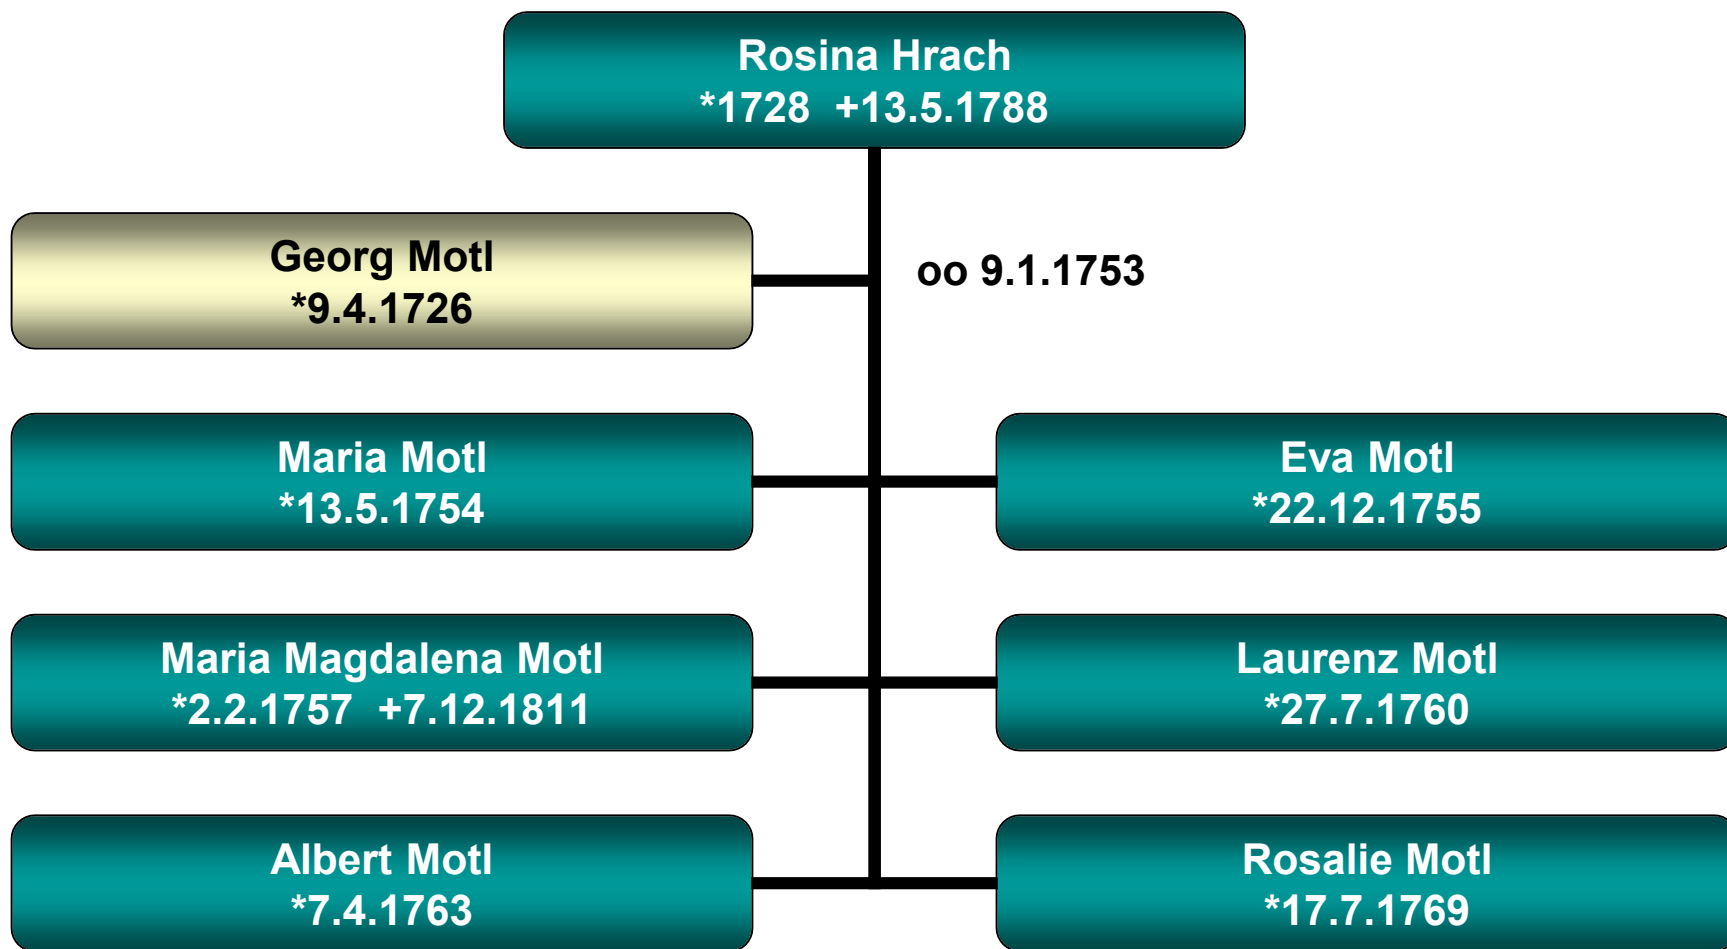 Rosina Hrach
*1728  +13.5.1788
Georg Motl
*9.4.1726
oo 9.1.1753
Maria Motl
*13.5.1754
Eva Motl
*22.12.1755
Maria Magdalena Motl
*2.2.1757  +7.12.1811
Laurenz Motl
*27.7.1760
Albert Motl
*7.4.1763
Rosalie Motl
*17.7.1769